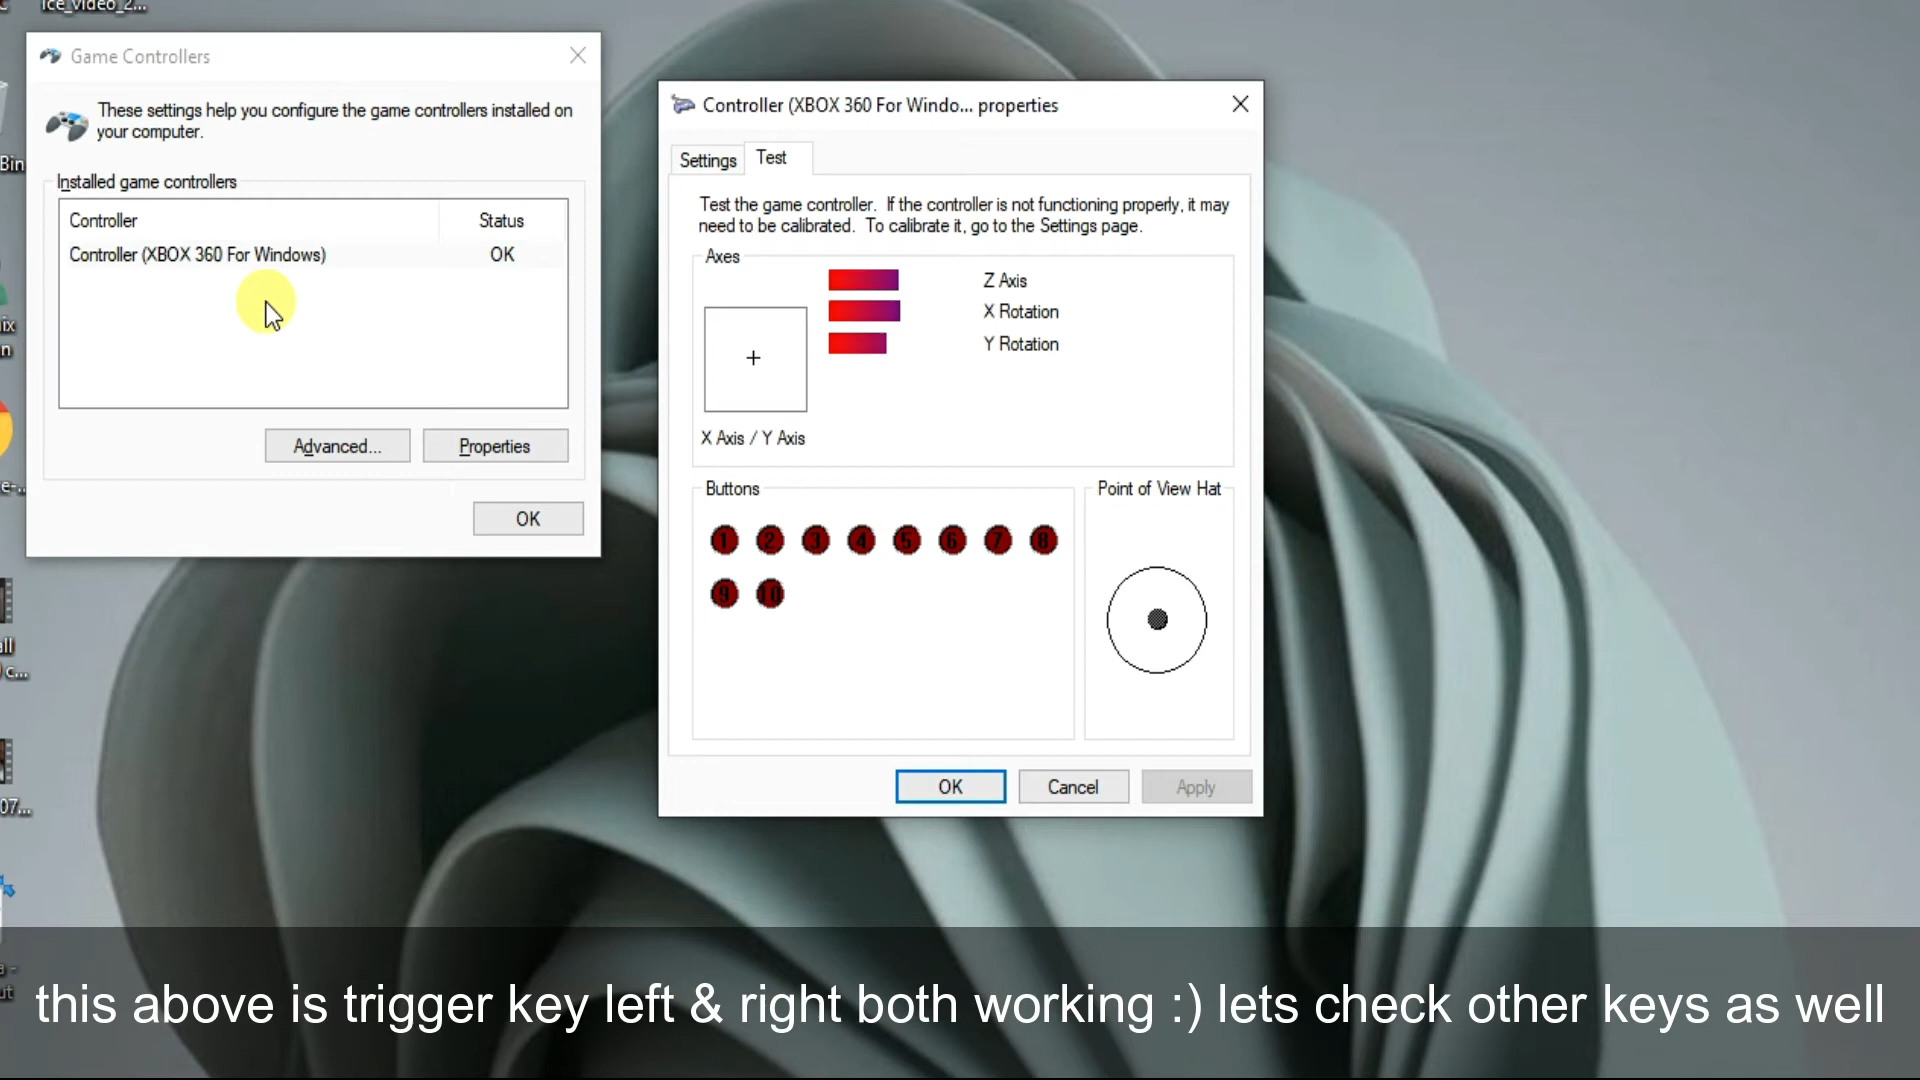 Ice_video_2...
Game Controllers
These settings help you configure the game controllers installed on
your computer.
Bin
Installed game controllers
Controller Status
Controller (XBOX 360 For Windows) OK
Advanced... Properties
OK
Controller (XBOX 360 For Windo... properties
Settings Test
Test the game controller. If the controller is not functioning properly, it may
need to be calibrated. To calibrate it, go to the Settings page.
Axes
Z Axis
X Rotation
Y Rotation
X Axis / Y Axis
Buttons
1 2 3 4 5 6 7 8
9 10
Point of View Hat
OK Cancel Apply
this above is trigger key left & right both working :) lets check other keys as well